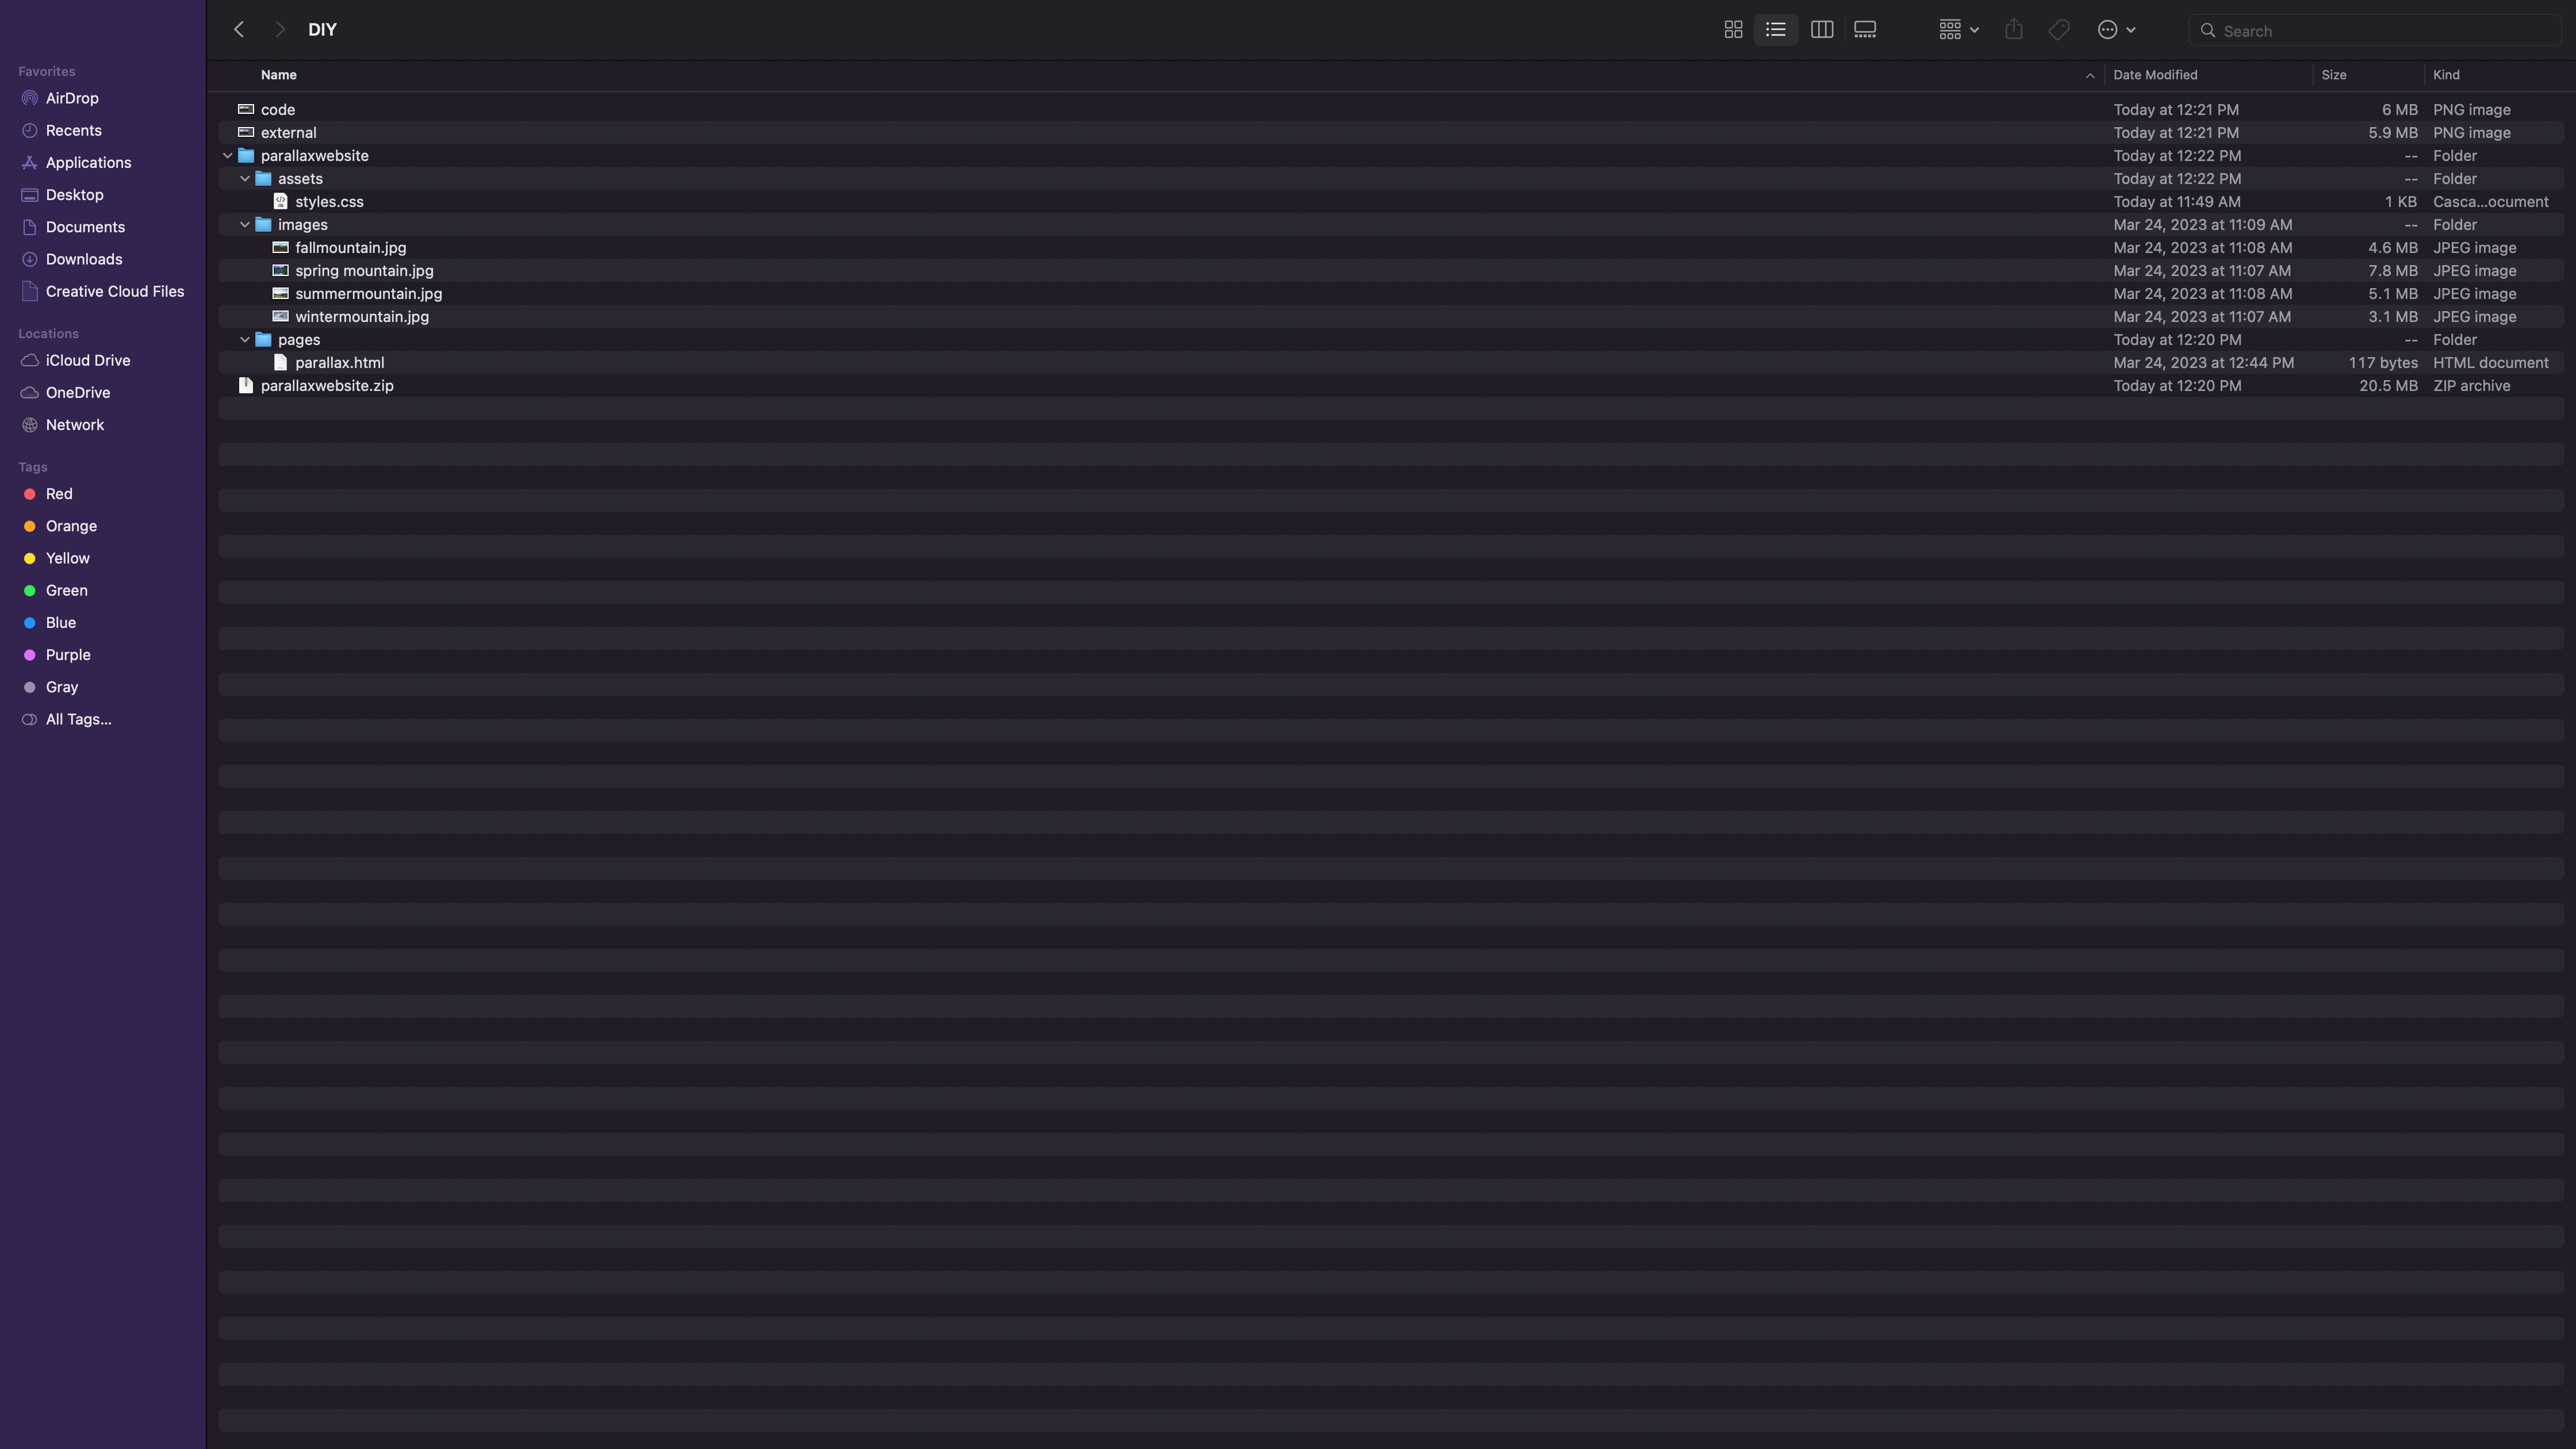 DIY
Search
Favorites
AirDrop
Recents
Applications
Desktop
Documents
Downloads
Creative Cloud Files
Locations
iCloud Drive
OneDrive
Network
Tags
Red
Orange
Yellow
Green
Blue
Purple
Gray
All Tags...
Name Date Modified Size Kind
code Today at 12:21 PM 6 MB PNG image
external Today at 12:21 PM 5.9 MB PNG image
parallaxwebsite Today at 12:22 PM -- Folder
assets Today at 12:22 PM -- Folder
styles.css Today at 11:49 AM 1 KB Casca...ocument
images Mar 24, 2023 at 11:09 AM -- Folder
fallmountain.jpg Mar 24, 2023 at 11:08 AM 4.6 MB JPEG image
spring mountain.jpg Mar 24, 2023 at 11:07 AM 7.8 MB JPEG image
summermountain.jpg Mar 24, 2023 at 11:08 AM 5.1 MB JPEG image
wintermountain.jpg Mar 24, 2023 at 11:07 AM 3.1 MB JPEG image
pages Today at 12:20 PM -- Folder
parallax.html Mar 24, 2023 at 12:44 PM 117 bytes HTML document
parallaxwebsite.zip Today at 12:20 PM 20.5 MB ZIP archive